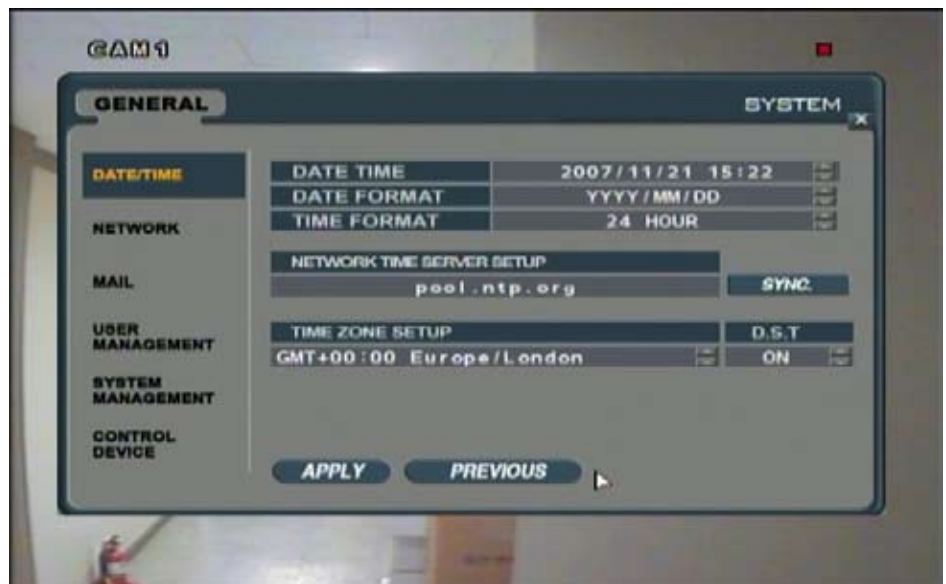 CAM 1
GENERAL
SYSTEM
DATE/TIME
NETWORK
MAIL
USER
MANAGEMENT
SYSTEM
MANAGEMENT
CONTROL
DEVICE
DATE TIME 2007/11/21 15:22
DATE FORMAT YYYY/MM/DD
TIME FORMAT 24 HOUR
NETWORK TIME SERVER SETUP
pool.ntp.org SYNC.
TIME ZONE SETUP D.S.T
GMT+00:00 Europe/London ON
APPLY PREVIOUS